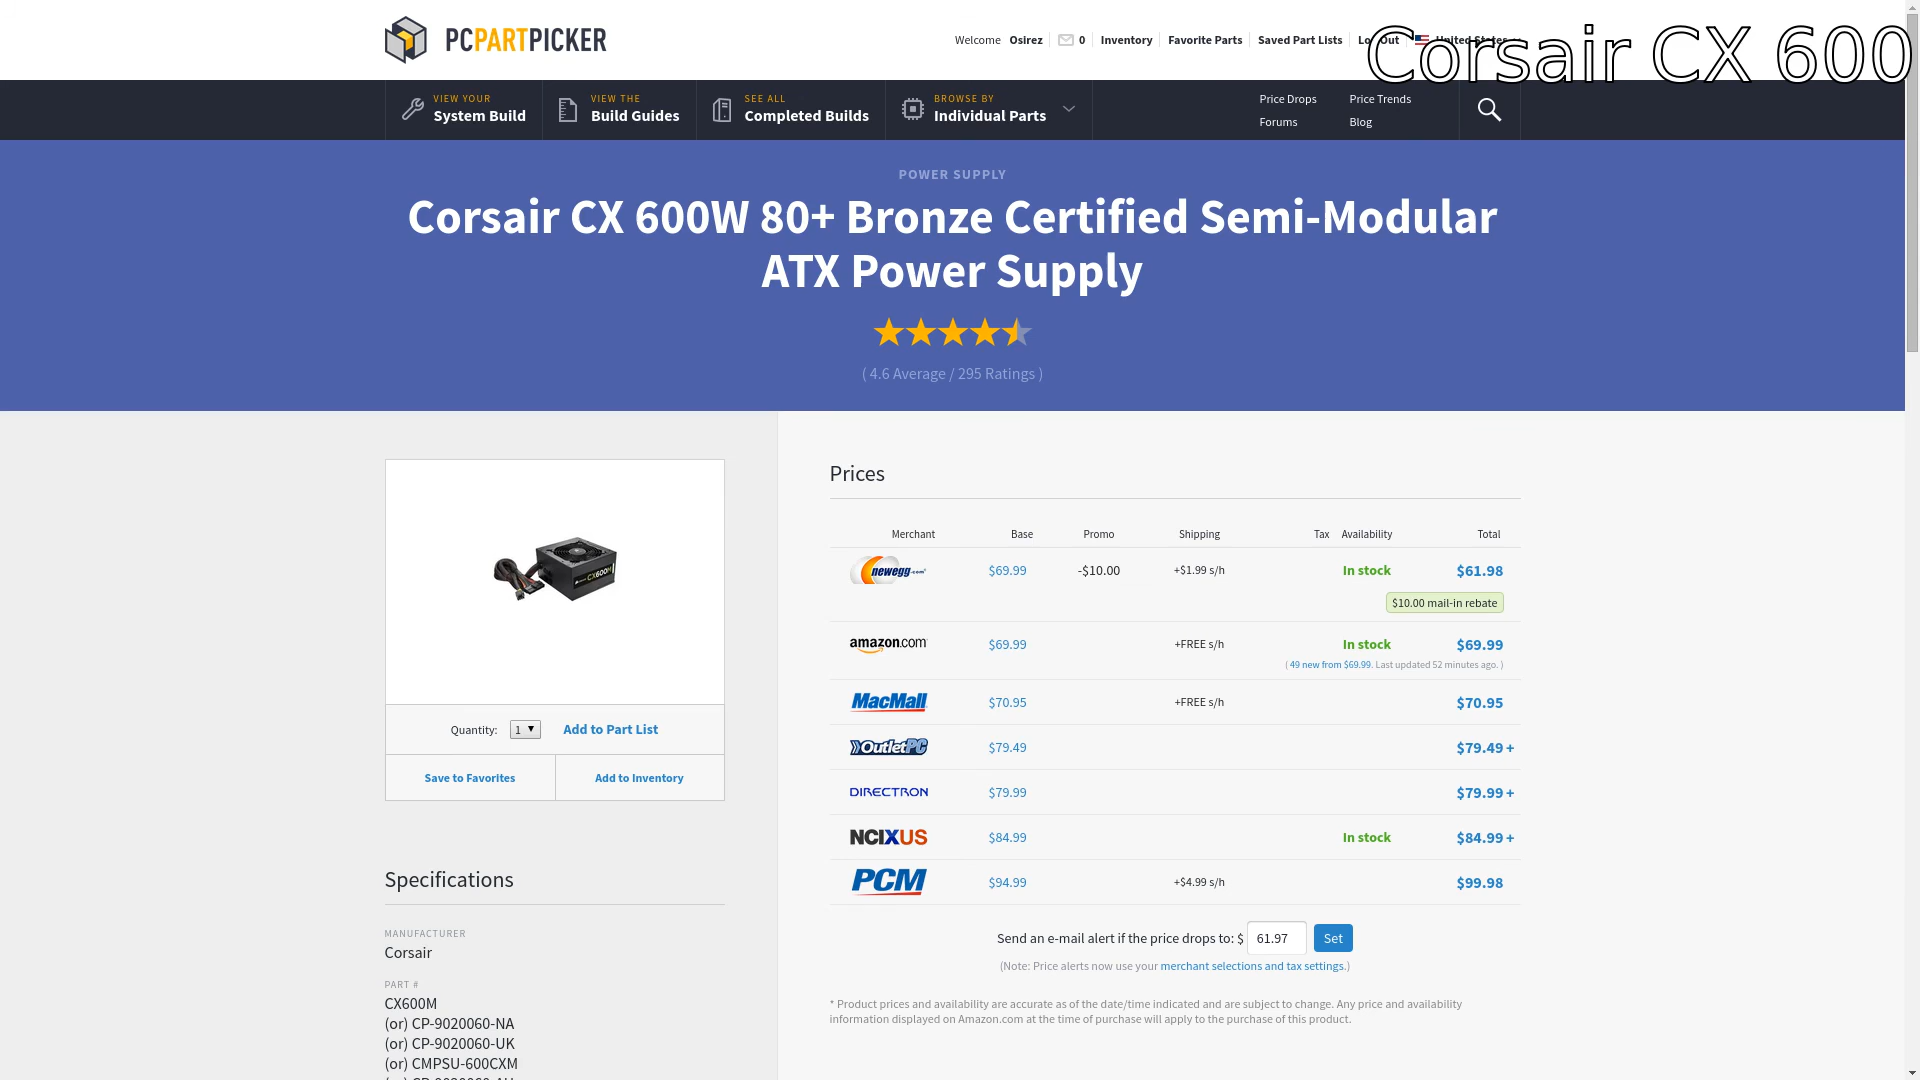 PCPARTPICKER
Welcome Osirez 0 Inventory Favorite Parts Saved Part Lists Log Out United States
Corsair CX 600
VIEW YOUR
System Build
VIEW THE
Build Guides
SEE ALL
Completed Builds
BROWSE BY
Individual Parts
Price Drops Price Trends
Forums Blog
POWER SUPPLY
Corsair CX 600W 80+ Bronze Certified Semi-Modular
ATX Power Supply
( 4.6 Average / 295 Ratings )
CX600M
Quantity: 1 Add to Part List
Save to Favorites Add to Inventory
Specifications
MANUFACTURER
Corsair
PART #
CX600M
(or) CP-9020060-NA
(or) CP-9020060-UK
(or) CMPSU-600CXM
Prices
Merchant Base Promo Shipping Tax Availability Total
newegg.com $69.99 -$10.00 +$1.99 s/h In stock $61.98
$10.00 mail-in rebate
amazon.com $69.99 +FREE s/h In stock $69.99
( 49 new from $69.99. Last updated 52 minutes ago. )
MacMall $70.95 +FREE s/h $70.95
OutletPC $79.49 $79.49 +
DIRECTRON $79.99 $79.99 +
NCIXUS $84.99 In stock $84.99 +
PCM $94.99 +$4.99 s/h $99.98
Send an e-mail alert if the price drops to: $ 61.97 Set
(Note: Price alerts now use your merchant selections and tax settings.)
* Product prices and availability are accurate as of the date/time indicated and are subject to change. Any price and availability
information displayed on Amazon.com at the time of purchase will apply to the purchase of this product.